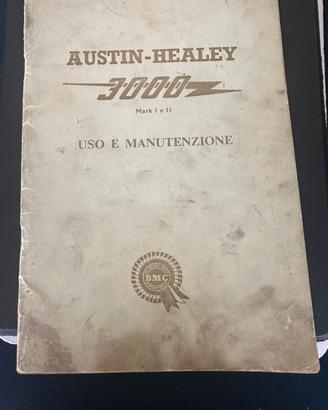 AUSTIN-HEALEY
3000
Mark I e II
USO E MANUTENZIONE
BMC